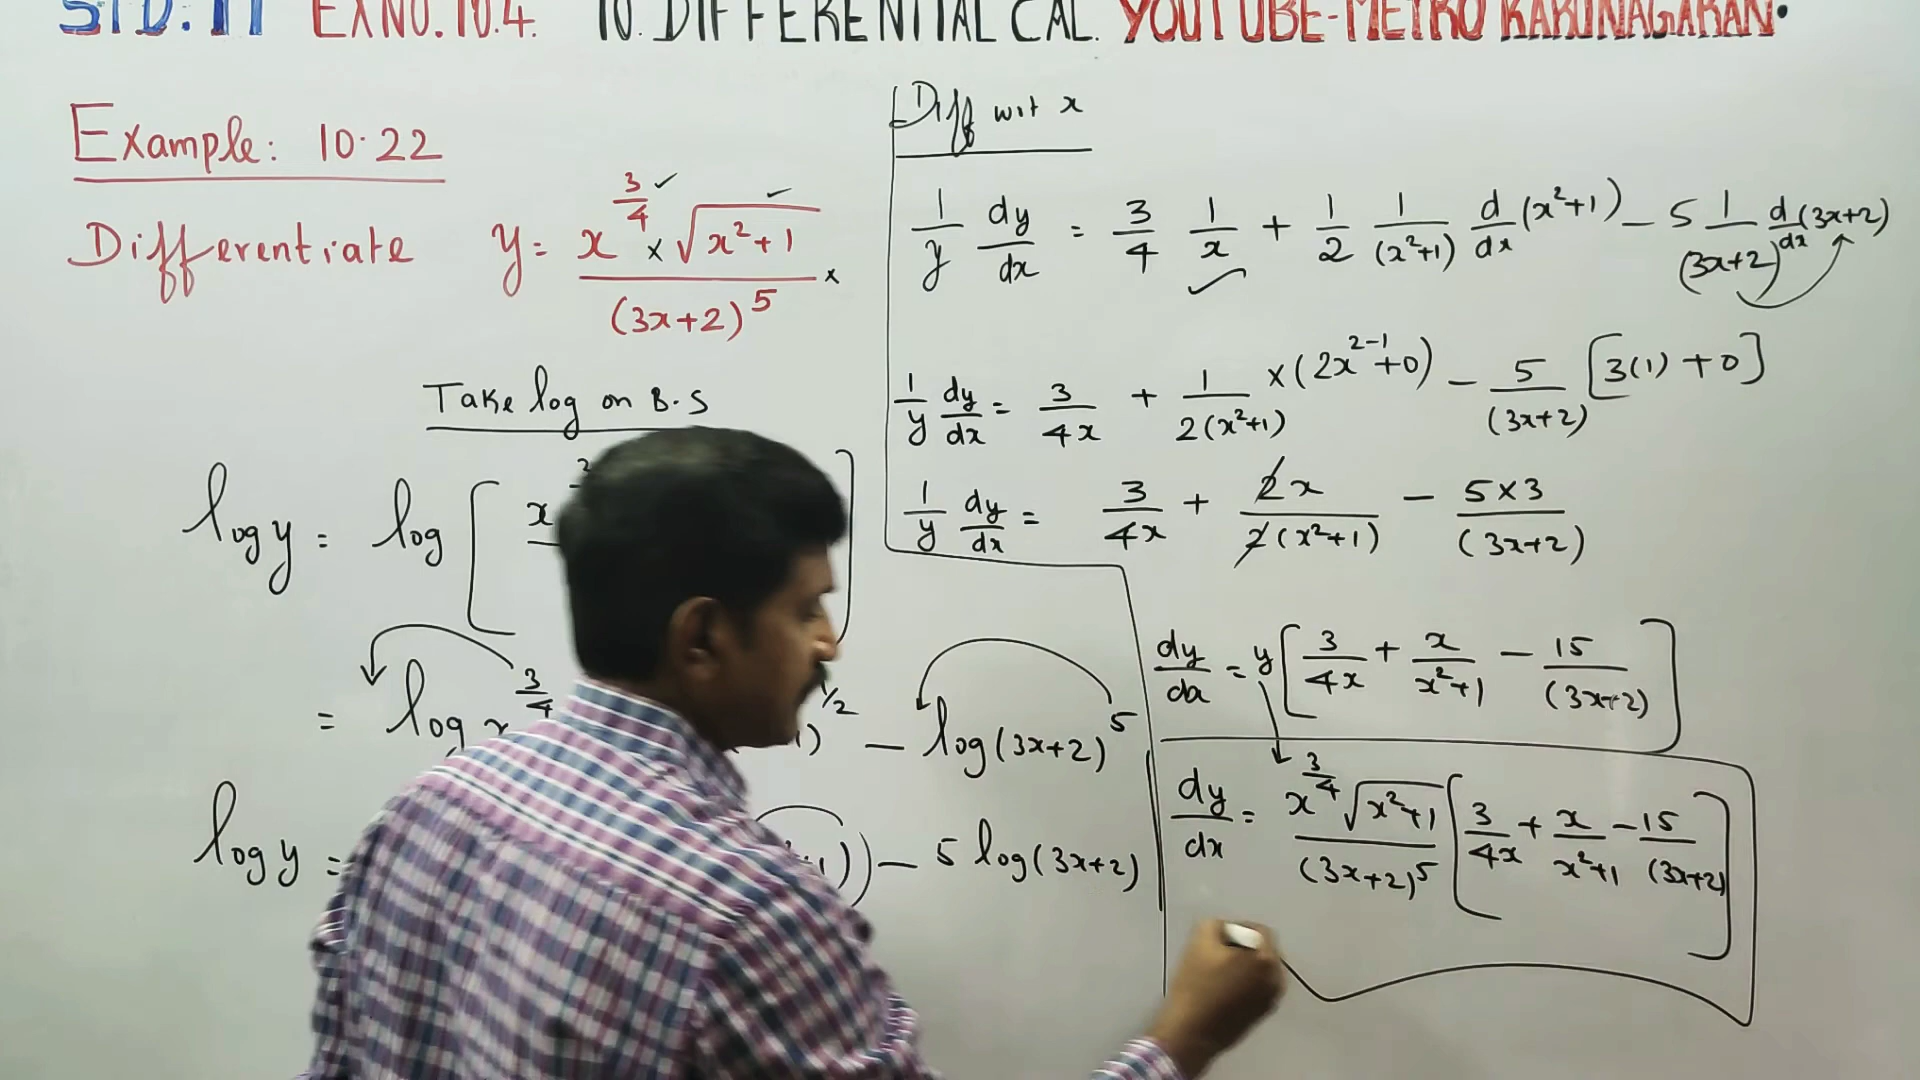 STD.11 EXNO.10.4. 10. DIFFERENTIAL CAL. YOUTUBE-METRO KARUNAGARAN.
Example: 10.22
Differentiate y = x^(3/4) × √(x²+1) / (3x+2)^5
Take log on B.S
log y = log [ x
= log x^(3/4) 1)^(1/2) - log(3x+2)^5
log y = +1)) - 5 log(3x+2)
Diff wrt x
1/y dy/dx = 3/4 1/x + 1/2 1/(x²+1) d/dx (x²+1) - 5 1/(3x+2) d/dx (3x+2)
1/y dy/dx = 3/4x + 1/2(x²+1) × (2x^(2-1)+0) - 5/(3x+2) [3(1)+0]
1/y dy/dx = 3/4x + 2x/2(x²+1) - 5×3/(3x+2)
dy/dx = y [ 3/4x + x/x²+1 - 15/(3x+2) ]
dy/dx = x^(3/4) √(x²+1) / (3x+2)^5 [ 3/4x + x/x²+1 - 15/(3x+2) ]